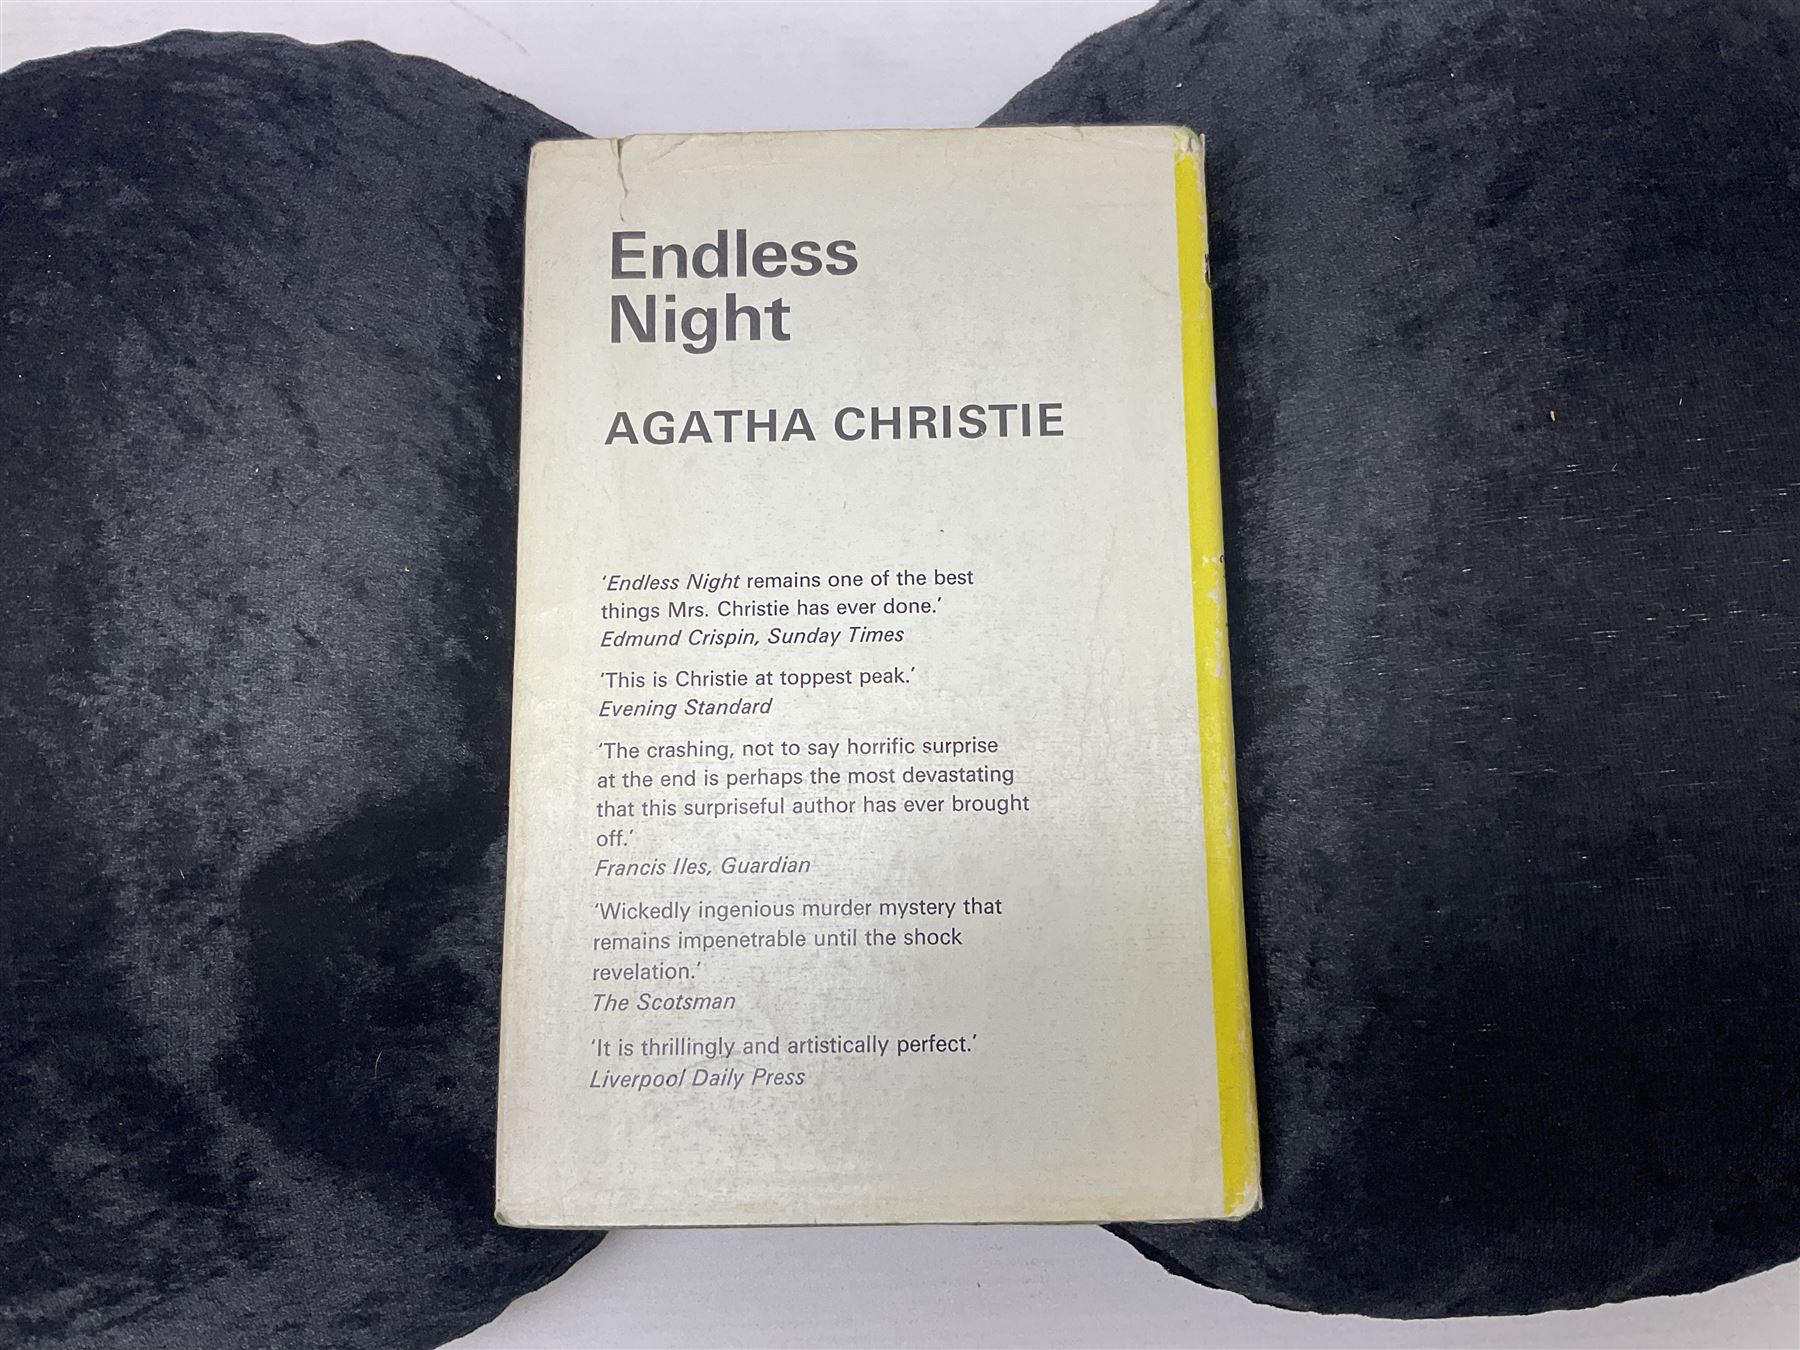 Endless
Night
AGATHA CHRISTIE
'Endless Night remains one of the best
things Mrs. Christie has ever done.'
Edmund Crispin, Sunday Times
'This is Christie at toppest peak.'
Evening Standard
'The crashing, not to say horrific surprise
at the end is perhaps the most devastating
that this surpriseful author has ever brought
off.'
Francis Iles, Guardian
'Wickedly ingenious murder mystery that
remains impenetrable until the shock
revelation.'
The Scotsman
'It is thrillingly and artistically perfect.'
Liverpool Daily Press